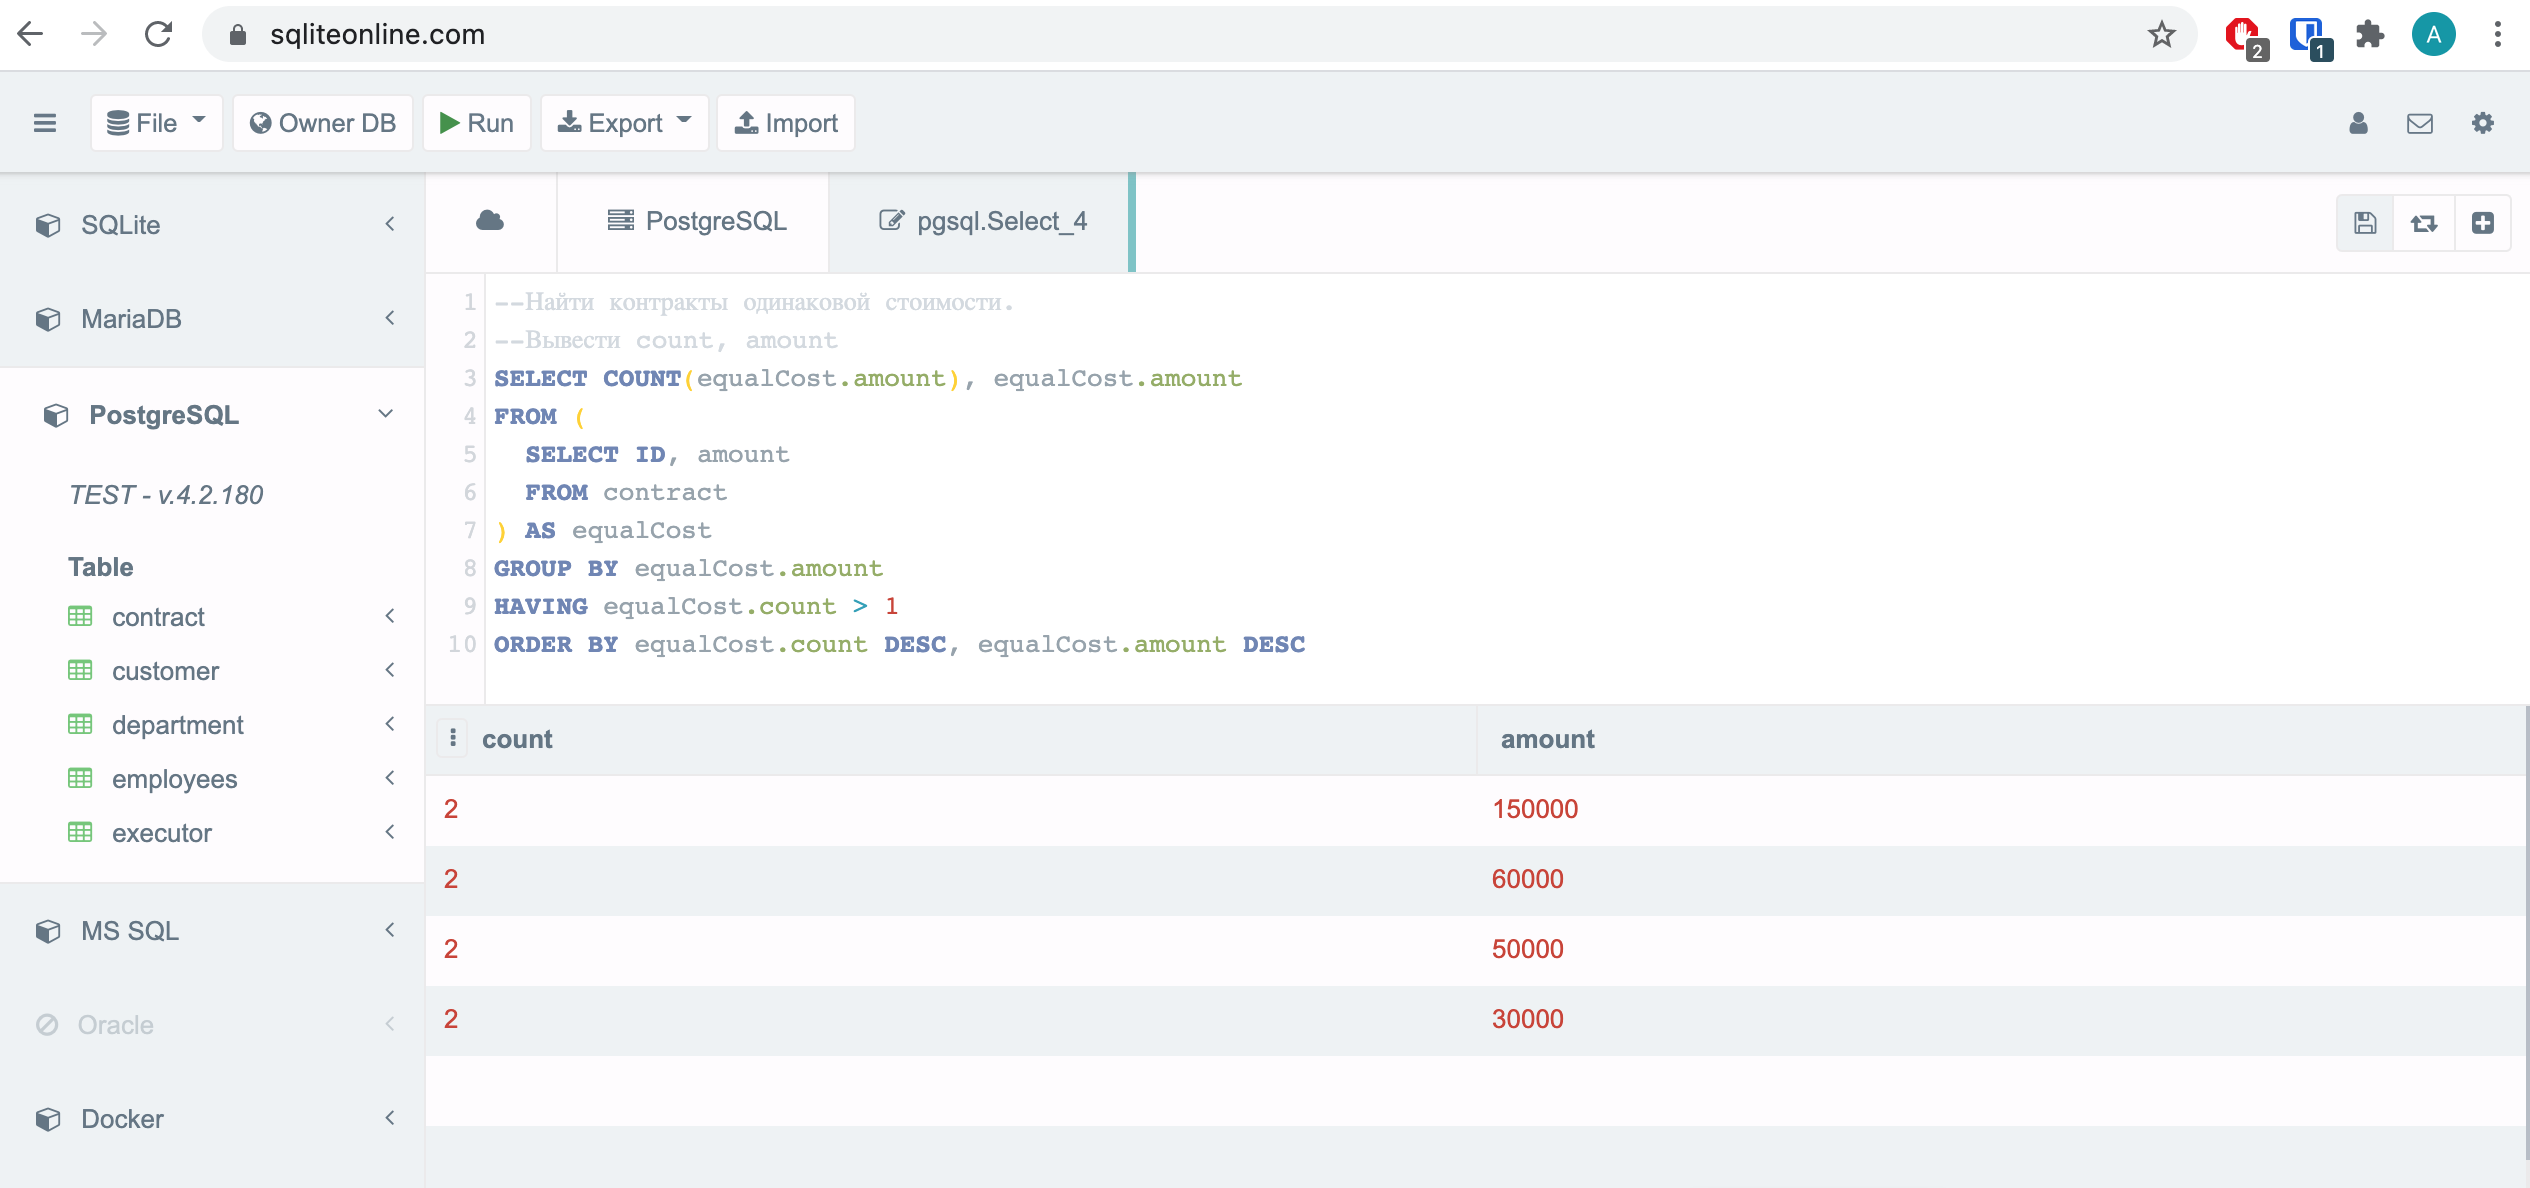 sqliteonline.com
2
1
A
File
Owner DB
Run
Export
Import
SQLite
MariaDB
PostgreSQL
TEST - v.4.2.180
Table
contract
customer
department
employees
executor
MS SQL
Oracle
Docker
PostgreSQL
pgsql.Select_4
1 --Найти контракты одинаковой стоимости.
2 --Вывести count, amount
3 SELECT COUNT(equalCost.amount), equalCost.amount
4 FROM (
5 SELECT ID, amount
6 FROM contract
7 ) AS equalCost
8 GROUP BY equalCost.amount
9 HAVING equalCost.count > 1
10 ORDER BY equalCost.count DESC, equalCost.amount DESC
count amount
2 150000
2 60000
2 50000
2 30000